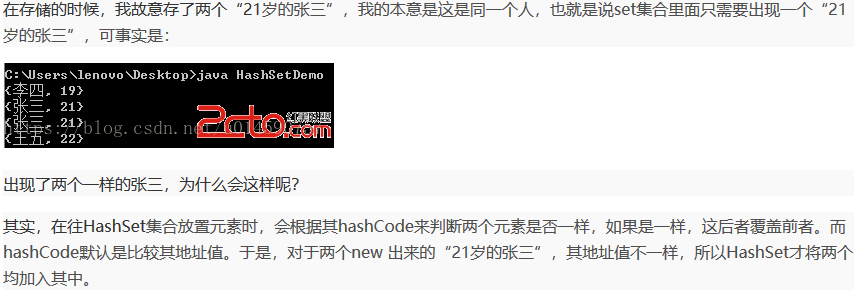 在存储的时候，我故意存了两个“21岁的张三”，我的本意是这是同一个人，也就是说set集合里面只需要出现一个“21
岁的张三”，可事实是：
C:\Users\lenovo\Desktop>java HashSetDemo
{李四, 19}
{张三, 21}
{张三, 21}
{王五, 22}
2cto.com
出现了两个一样的张三，为什么会这样呢？
其实，在往HashSet集合放置元素时，会根据其hashCode来判断两个元素是否一样，如果是一样，这后者覆盖前者。而
hashCode默认是比较其地址值。于是，对于两个new 出来的“21岁的张三”，其地址值不一样，所以HashSet才将两个
均加入其中。